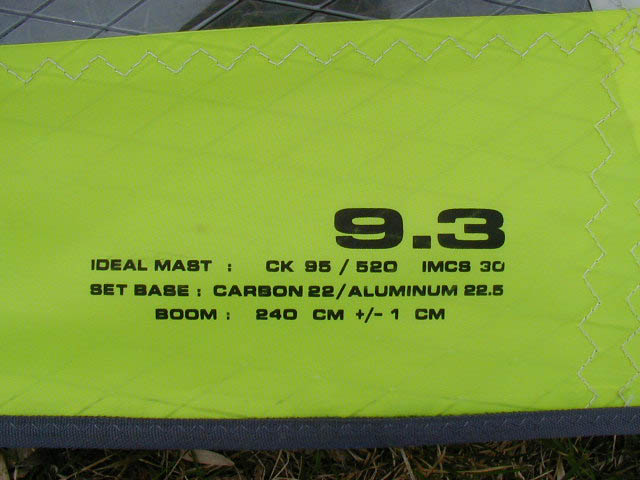 9.3
IDEAL MAST : CK 95 / 520 IMCS 30
SET BASE : CARBON 22/ALUMINUM 22.5
BOOM : 240 CM +/- 1 CM